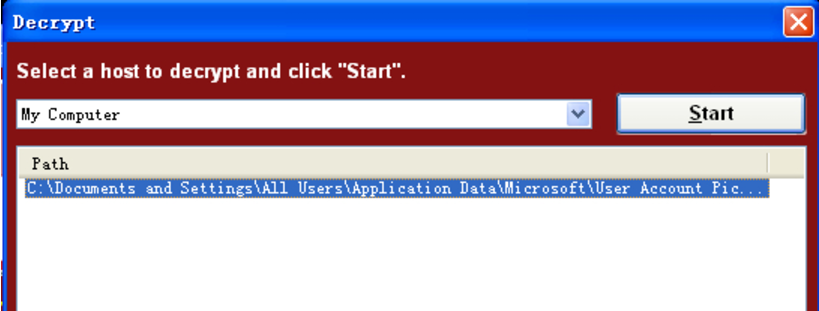 Decrypt
Select a host to decrypt and click "Start".
My Computer
Start
Path
C:\Documents and Settings\All Users\Application Data\Microsoft\User Account Pic...